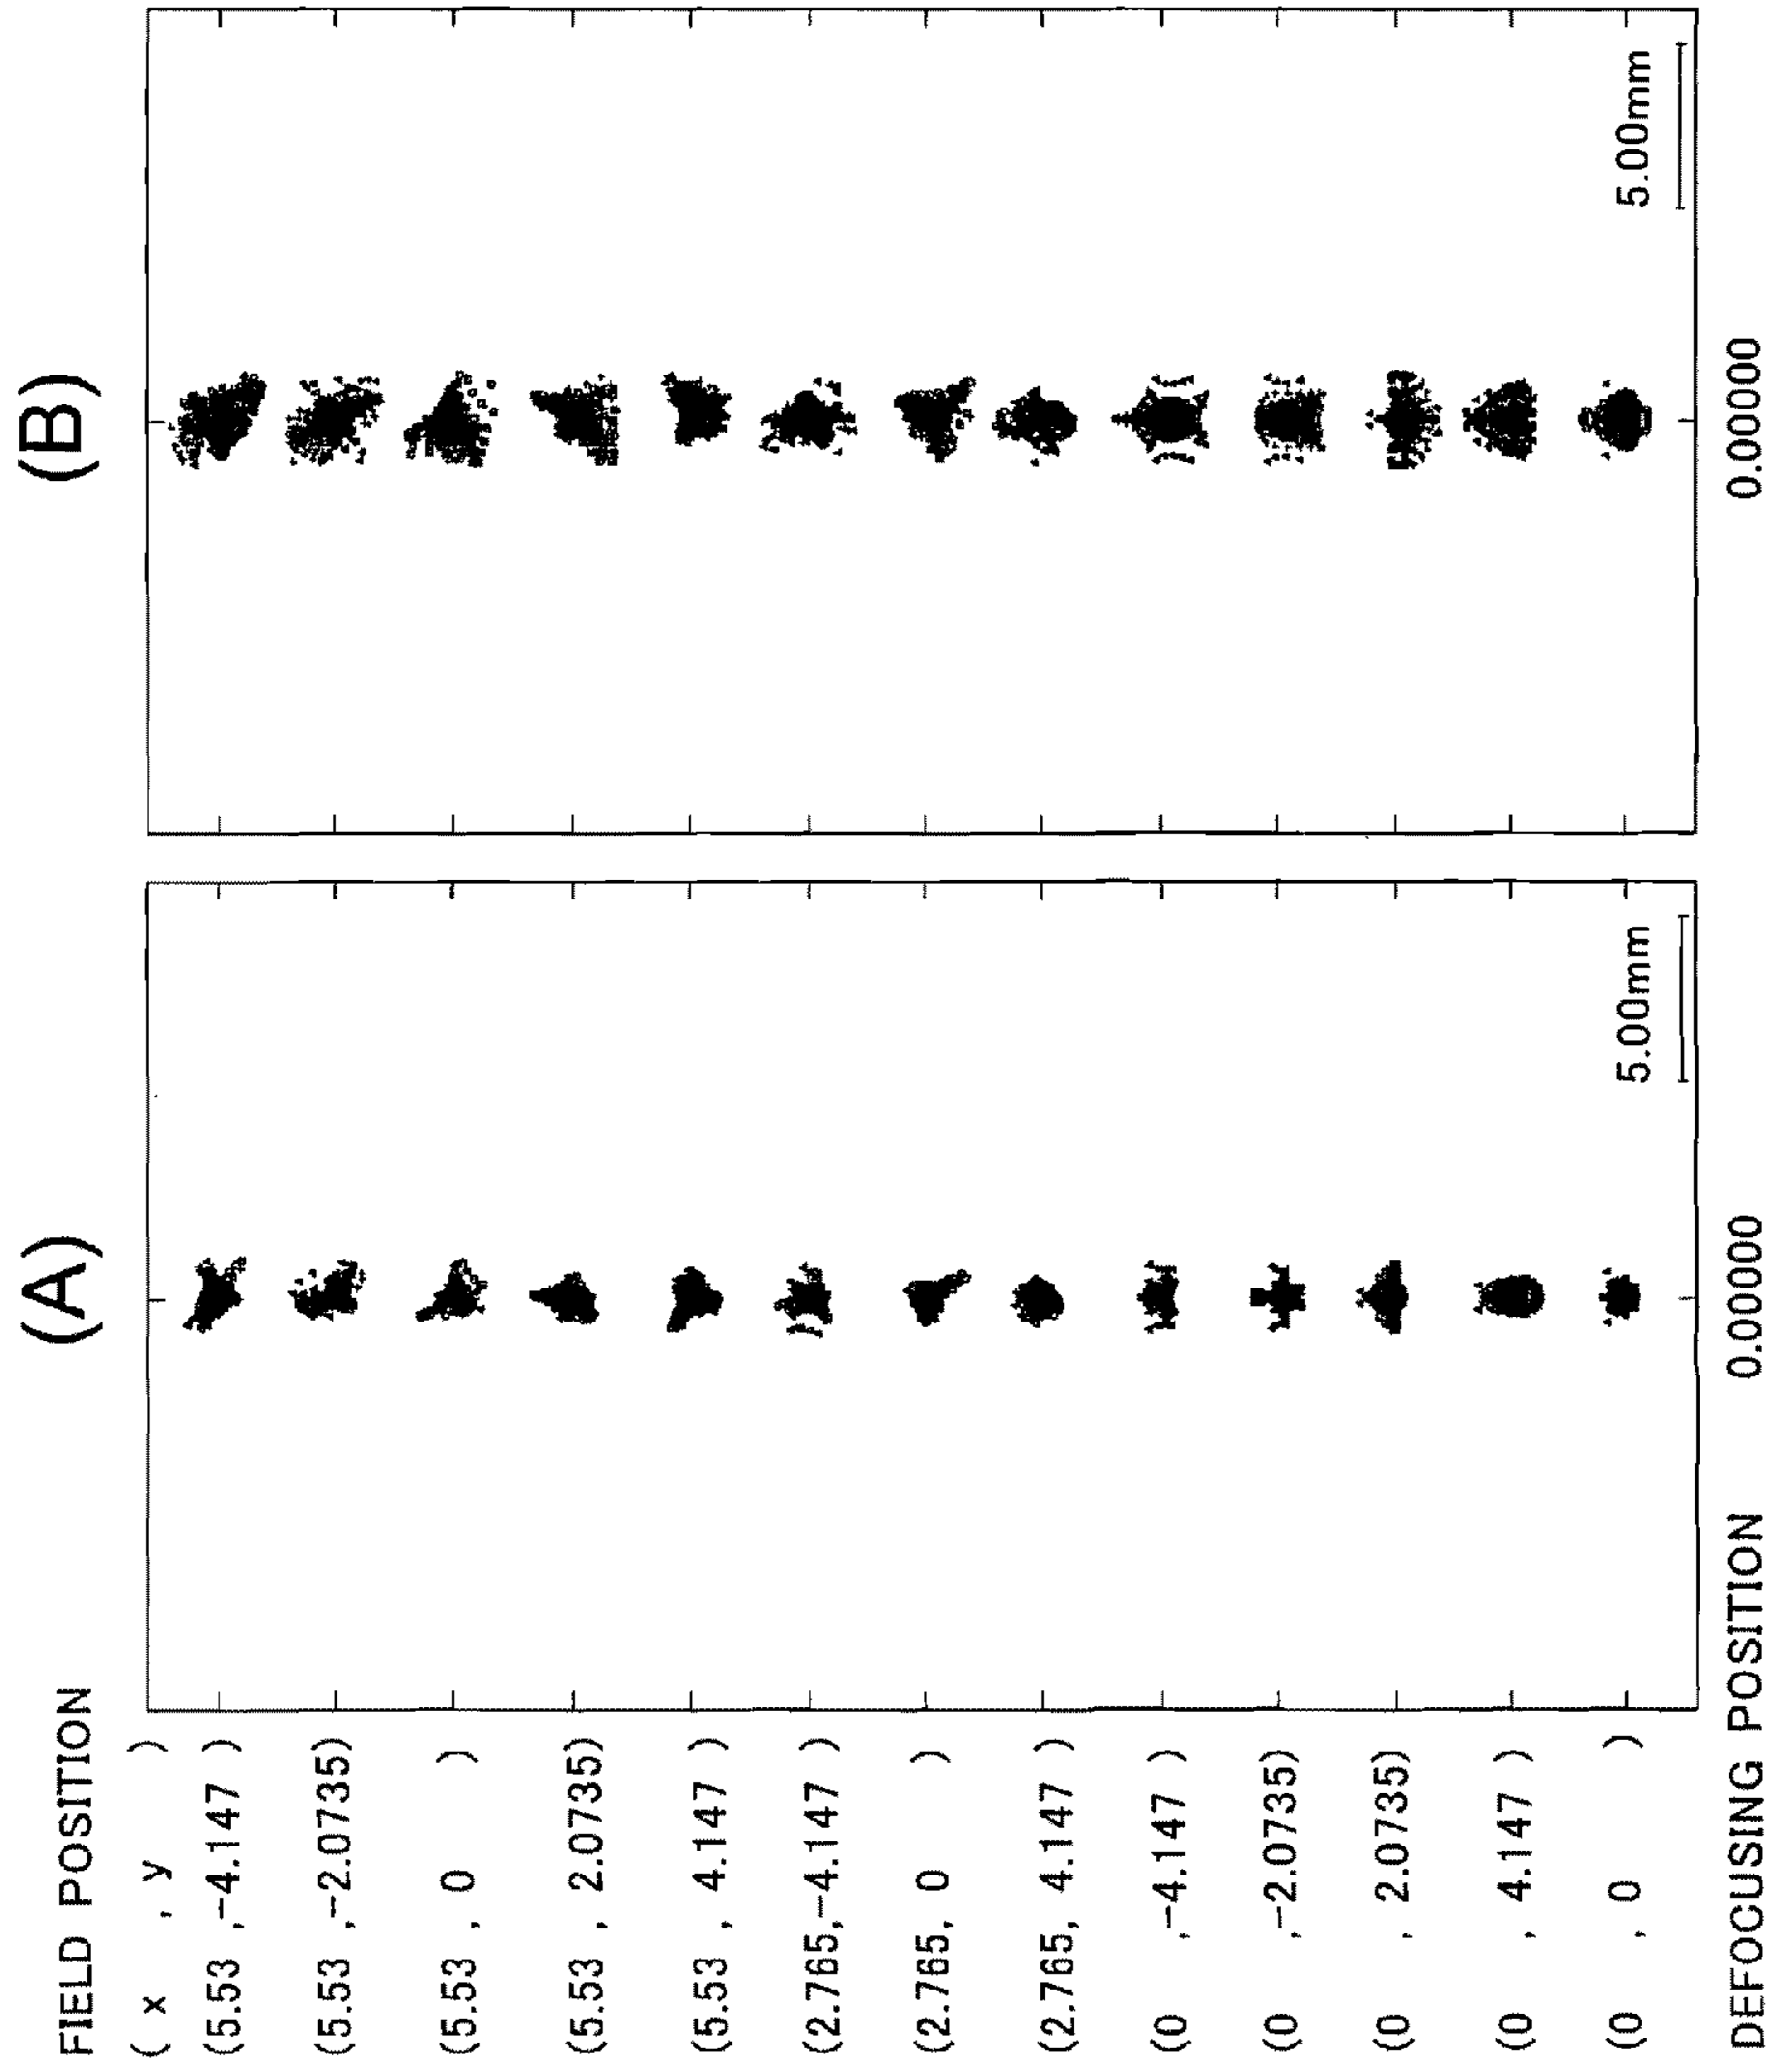 FIELD POSITION
( x , y )
(5.53 ,-4.147 )
(5.53 ,-2.0735)
(5.53 , 0 )
(5.53 , 2.0735)
(5.53 , 4.147 )
(2.765,-4.147 )
(2.765, 0 )
(2.765, 4.147 )
(0 ,-4.147 )
(0 ,-2.0735)
(0 , 2.0735)
(0 , 4.147 )
(0 , 0 )
DEFOCUSING POSITION 0.00000 0.00000
(A)
5.00mm
(B)
5.00mm